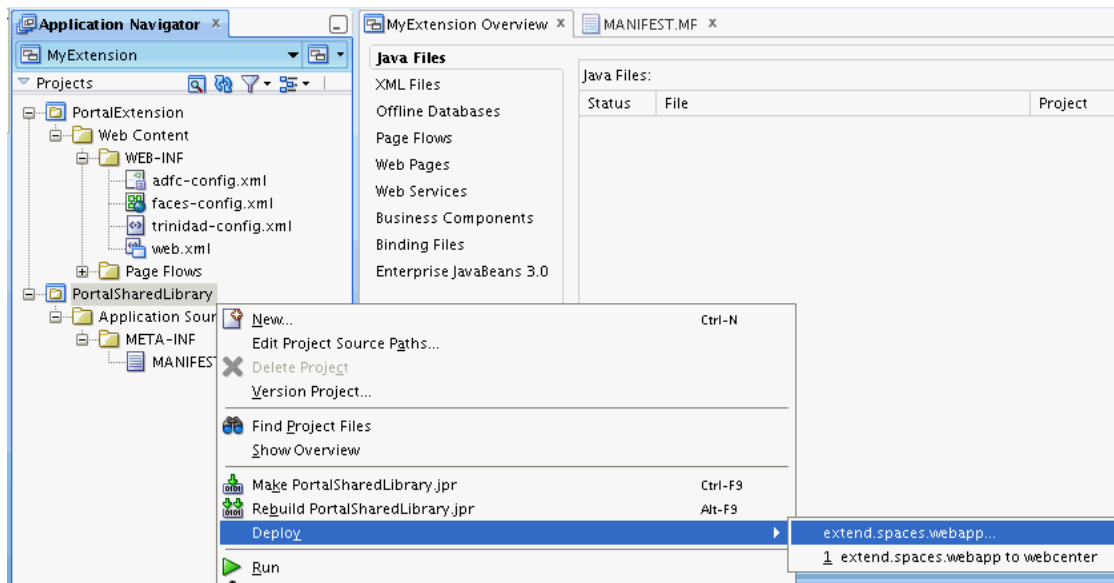 Application Navigator
MyExtension
Projects
PortalExtension
Web Content
WEB-INF
adfc-config.xml
faces-config.xml
trinidad-config.xml
web.xml
Page Flows
PortalSharedLibrary
Application Sour
META-INF
MANIFEST
MyExtension Overview
MANIFEST.MF
Java Files
XML Files
Offline Databases
Page Flows
Web Pages
Web Services
Business Components
Binding Files
Enterprise JavaBeans 3.0
Java Files:
Status File Project
New... Ctrl-N
Edit Project Source Paths...
Delete Project
Version Project...
Find Project Files
Show Overview
Make PortalSharedLibrary.jpr Ctrl-F9
Rebuild PortalSharedLibrary.jpr Alt-F9
Deploy
Run
extend.spaces.webapp...
1 extend.spaces.webapp to webcenter